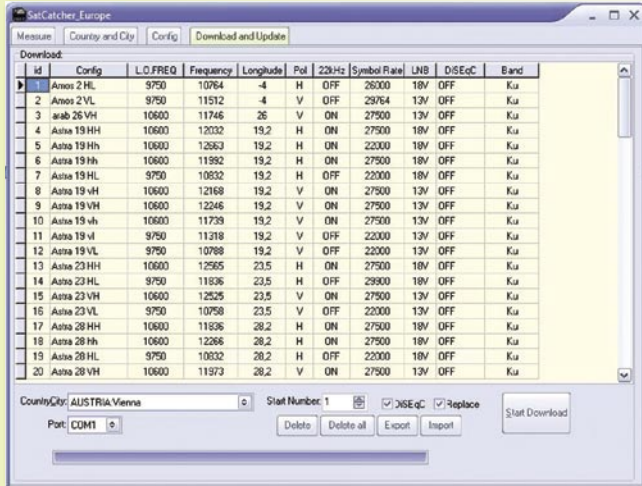 SatCatcher_Europe
Measure Country and City Config Download and Update
Download:
id Config L.O.FREQ Frequency Longitude Pol 22kHz Symbol Rate LNB DiSEqC Band
1 Amos 2 HL 9750 10764 -4 H OFF 26000 18V OFF Ku
2 Amos 2 VL 9750 11512 -4 V OFF 29764 13V OFF Ku
3 arab 26 VH 10600 11746 26 V ON 27500 13V OFF Ku
4 Astra 19 HH 10600 12032 19,2 H ON 27500 18V OFF Ku
5 Astra 19 Hh 10600 12663 19,2 H ON 22000 18V OFF Ku
6 Astra 19 hh 10600 11992 19,2 H ON 27500 18V OFF Ku
7 Astra 19 HL 9750 10832 19,2 H OFF 22000 18V OFF Ku
8 Astra 19 vH 10600 12168 19,2 V ON 27500 13V OFF Ku
9 Astra 19 VH 10600 12246 19,2 V ON 27500 13V OFF Ku
10 Astra 19 vh 10600 11739 19,2 V ON 27500 13V OFF Ku
11 Astra 19 vl 9750 11318 19,2 V OFF 22000 13V OFF Ku
12 Astra 19 VL 9750 10788 19,2 V OFF 22000 13V OFF Ku
13 Astra 23 HH 10600 12565 23,5 H ON 27500 18V OFF Ku
14 Astra 23 HL 9750 11836 23,5 H OFF 29900 18V OFF Ku
15 Astra 23 VH 10600 12525 23,5 V ON 27500 13V OFF Ku
16 Astra 23 VL 9750 10758 23,5 V OFF 22000 13V OFF Ku
17 Astra 28 HH 10600 11836 28,2 H ON 27500 18V OFF Ku
18 Astra 28 hh 10600 12266 28,2 H ON 27500 18V OFF Ku
19 Astra 28 HL 9750 10832 28,2 H OFF 22000 18V OFF Ku
20 Astra 28 VH 10600 11973 28,2 V ON 27500 13V OFF Ku
Country,City: AUSTRIA:Vienna Start Number: 1 DiSEqC Replace Start Download
Port: COM1 Delete Delete all Export Import